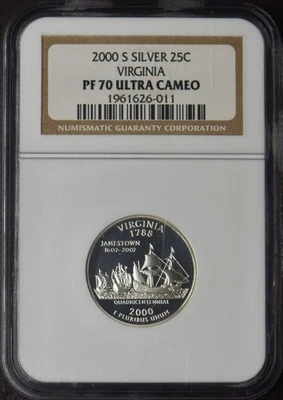 2000 S SILVER 25C
VIRGINIA
PF 70 ULTRA CAMEO
1961626-011
NUMISMATIC GUARANTY CORPORATION
VIRGINIA
1788
JAMESTOWN
1607-2007
QUADRICENTENNIAL
2000
E PLURIBUS UNUM